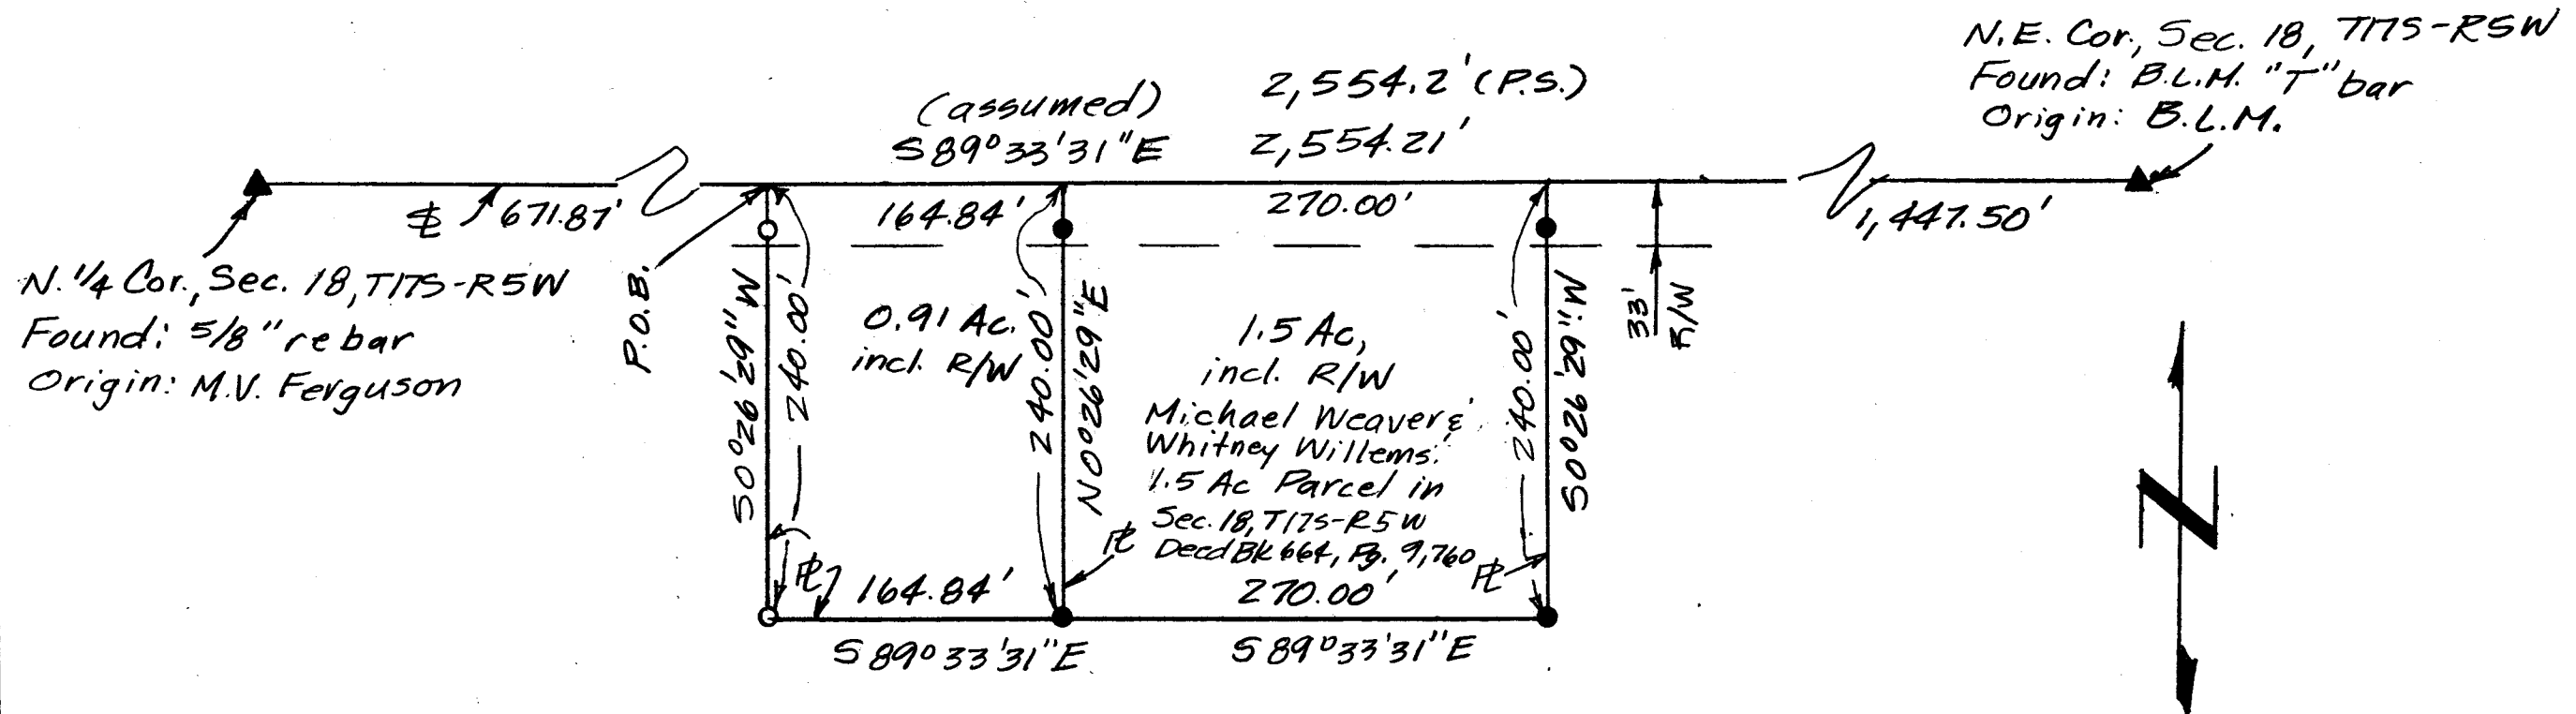 N.E. Cor., Sec. 18, T17S-R5W
Found: B.L.M. "T" bar
Origin: B.L.M.
(assumed)
S89°33'31"E
2,554.2' (P.S.)
2,554.21'
℄ 671.87'
164.84'
270.00'
1,447.50'
N. 1/4 Cor., Sec. 18, T17S-R5W
Found: 5/8" rebar
Origin: M.V. Ferguson
P.O.B.
S0°26'29"W
240.00'
0.91 Ac.
incl. R/W
240.00'
N0°26'29"E
1.5 Ac,
incl. R/W
Michael Weaver &
Whitney Willems.
1.5 Ac Parcel in
Sec. 18, T17S-R5W
Deed Bk 664, Pg. 9,760
240.00'
S0°26'29"W
33'
R/W
PL
PL
PL
164.84'
270.00'
S89°33'31"E
S89°33'31"E
N